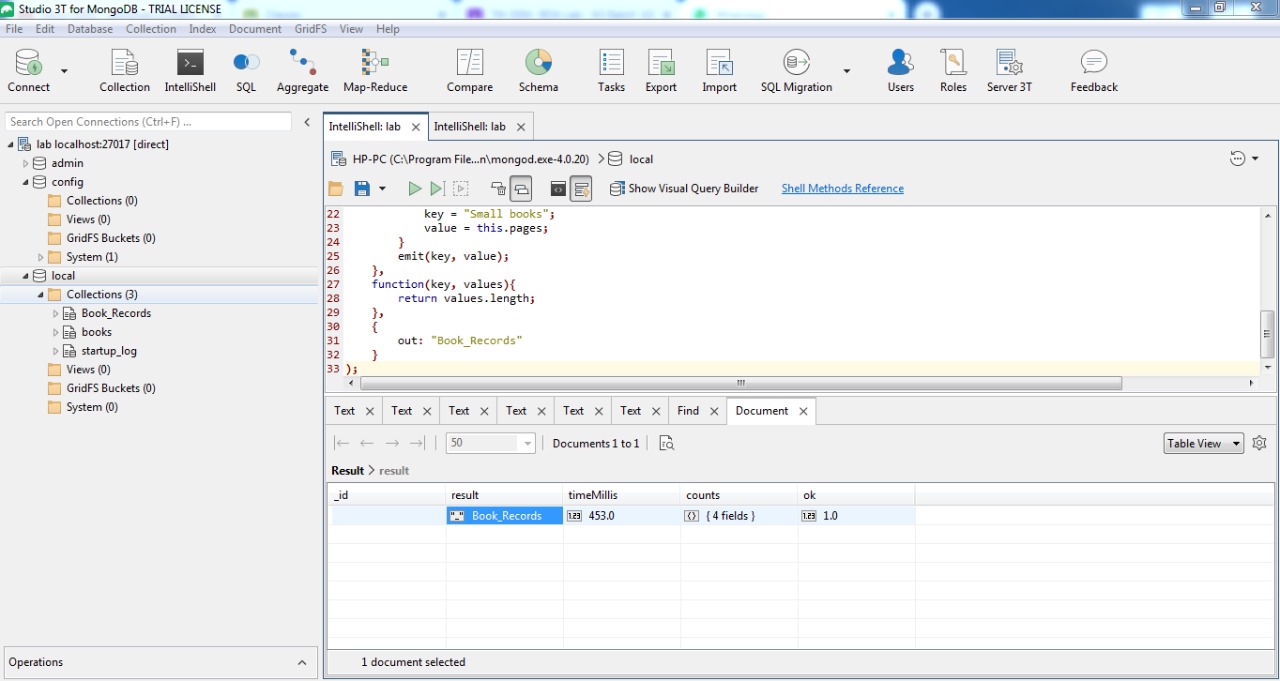 Studio 3T for MongoDB - TRIAL LICENSE
File Edit Database Collection Index Document GridFS View Help
Connect Collection IntelliShell SQL Aggregate Map-Reduce Compare Schema Tasks Export Import SQL Migration Users Roles Server 3T Feedback
Search Open Connections (Ctrl+F) ...
lab localhost:27017 [direct]
admin
config
Collections (0)
Views (0)
GridFS Buckets (0)
System (1)
local
Collections (3)
Book_Records
books
startup_log
Views (0)
GridFS Buckets (0)
System (0)
Operations
IntelliShell: lab IntelliShell: lab
HP-PC (C:\Program File...n\mongod.exe-4.0.20) local
Show Visual Query Builder Shell Methods Reference
22 key = "Small books";
23 value = this.pages;
24 }
25 emit(key, value);
26 },
27 function(key, values){
28 return values.length;
29 },
30 {
31 out: "Book_Records"
32 }
33 );
Text Text Text Text Text Text Find Document
50 Documents 1 to 1 Table View
Result > result
_id result timeMillis counts ok
Book_Records 453.0 { 4 fields } 1.0
1 document selected